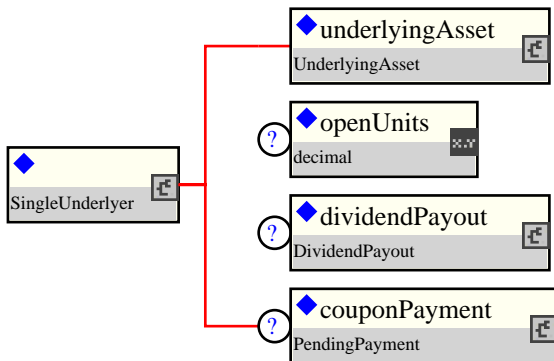 underlyingAsset
UnderlyingAsset
?
openUnits
decimal
X.Y
SingleUnderlyer
?
dividendPayout
DividendPayout
?
couponPayment
PendingPayment